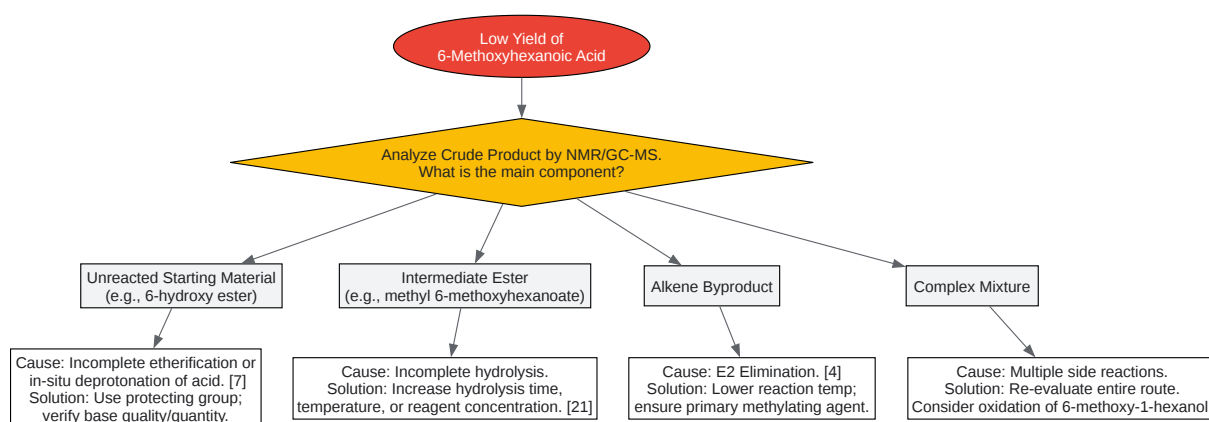 Low Yield of
6-Methoxyhexanoic Acid
Analyze Crude Product by NMR/GC-MS.
What is the main component?
Unreacted Starting Material
(e.g., 6-hydroxy ester)
Intermediate Ester
(e.g., methyl 6-methoxyhexanoate)
Alkene Byproduct
Complex Mixture
Cause: Incomplete etherification or
in-situ deprotonation of acid. [7]
Solution: Use protecting group;
verify base quality/quantity.
Cause: Incomplete hydrolysis.
Solution: Increase hydrolysis time,
temperature, or reagent concentration. [21]
Cause: E2 Elimination. [4]
Solution: Lower reaction temp;
ensure primary methylating agent.
Cause: Multiple side reactions.
Solution: Re-evaluate entire route.
Consider oxidation of 6-methoxy-1-hexanol